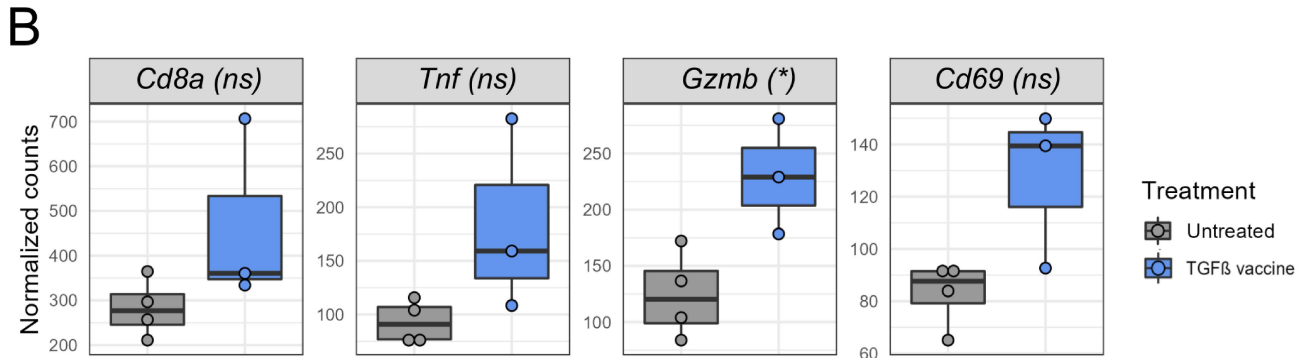 B
Cd8a (ns)
Tnf (ns)
Gzmb (*)
Cd69 (ns)
Normalized counts
700
600
500
400
300
200
250
200
150
100
250
200
150
100
140
120
100
80
60
Treatment
Untreated
TGFß vaccine